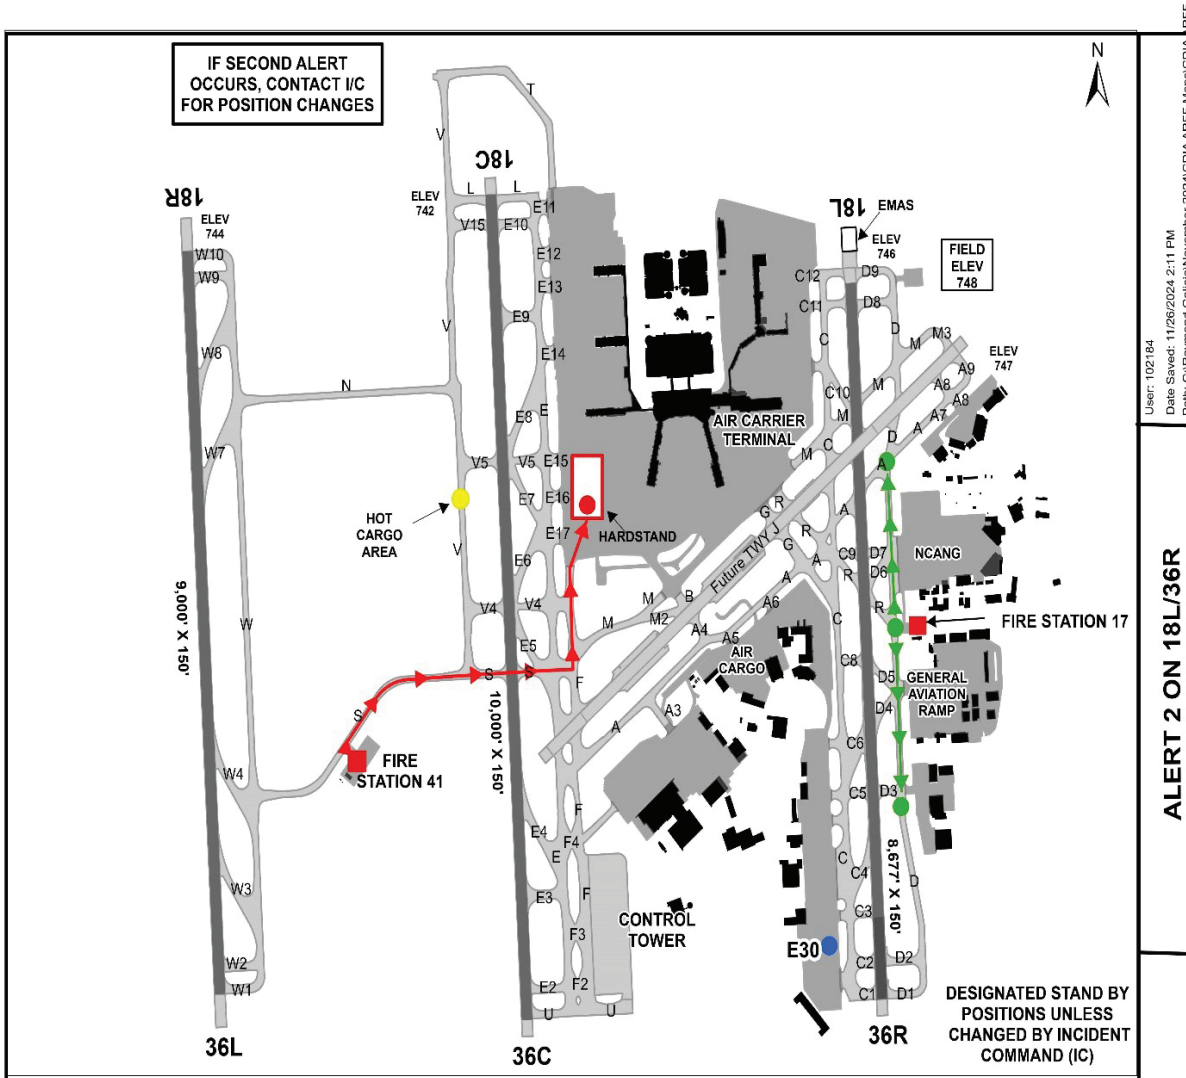 IF SECOND ALERT
OCCURS, CONTACT I/C
FOR POSITION CHANGES
N
T
V
18C
18R
L
L
ELEV
742
E11
18L
EMAS
ELEV
744
V15
E10
ELEV
746
FIELD
ELEV
748
W10
E12
C12
D9
W9
E13
C11
D8
V
E9
D
M3
C
M
W8
E14
ELEV
747
A9
N
M
A8
C10
A8
E
E8
M
A7
AIR CARRIER
TERMINAL
A
W7
C
D
M
V5
V5
E15
A
E7
E16
R
HOT
CARGO
AREA
G
A
HARDSTAND
E17
R
Future TWY J
V
G
C9
D7
NCANG
E6
A
D6
A
R
9,000' X 150'
M
B
A6
V4
V4
R
W
M
M2
C
FIRE STATION 17
A4
A5
E5
AIR
CARGO
C8
S
S
D5
GENERAL
AVIATION
RAMP
F
D4
S
A3
10,000' X 150'
A
C6
FIRE
STATION 41
W4
C5
D3
F
E4
F4
E
C
8,677' X 150'
C4
D
W3
E3
F
C3
CONTROL
TOWER
F3
E30
W2
C2
D2
E2
F2
W1
C1
D1
U
U
36L
36C
36R
DESIGNATED STAND BY
POSITIONS UNLESS
CHANGED BY INCIDENT
COMMAND (IC)
User: 102184
Date Saved: 11/26/2024 2:11 PM
ALERT 2 ON 18L/36R